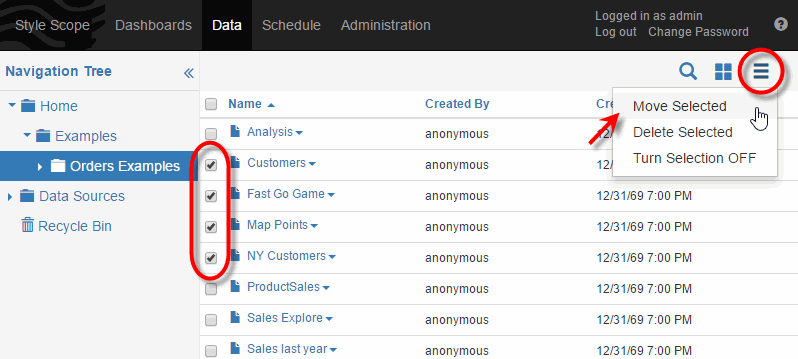 Logged in as admin
Style Scope Dashboards Data Schedule Administration
Log out Change Password
Navigation Tree
Home
Examples
Orders Examples
Data Sources
Recycle Bin
Name Created By Cre
Move Selected
Delete Selected
Turn Selection OFF
Analysis anonymous 12/3
Customers anonymous 12/3
Fast Go Game anonymous 12/31/69 7:00 PM
Map Points anonymous 12/31/69 7:00 PM
NY Customers anonymous 12/31/69 7:00 PM
ProductSales anonymous 12/31/69 7:00 PM
Sales Explore anonymous 12/31/69 7:00 PM
Sales last year anonymous 12/31/69 7:00 PM